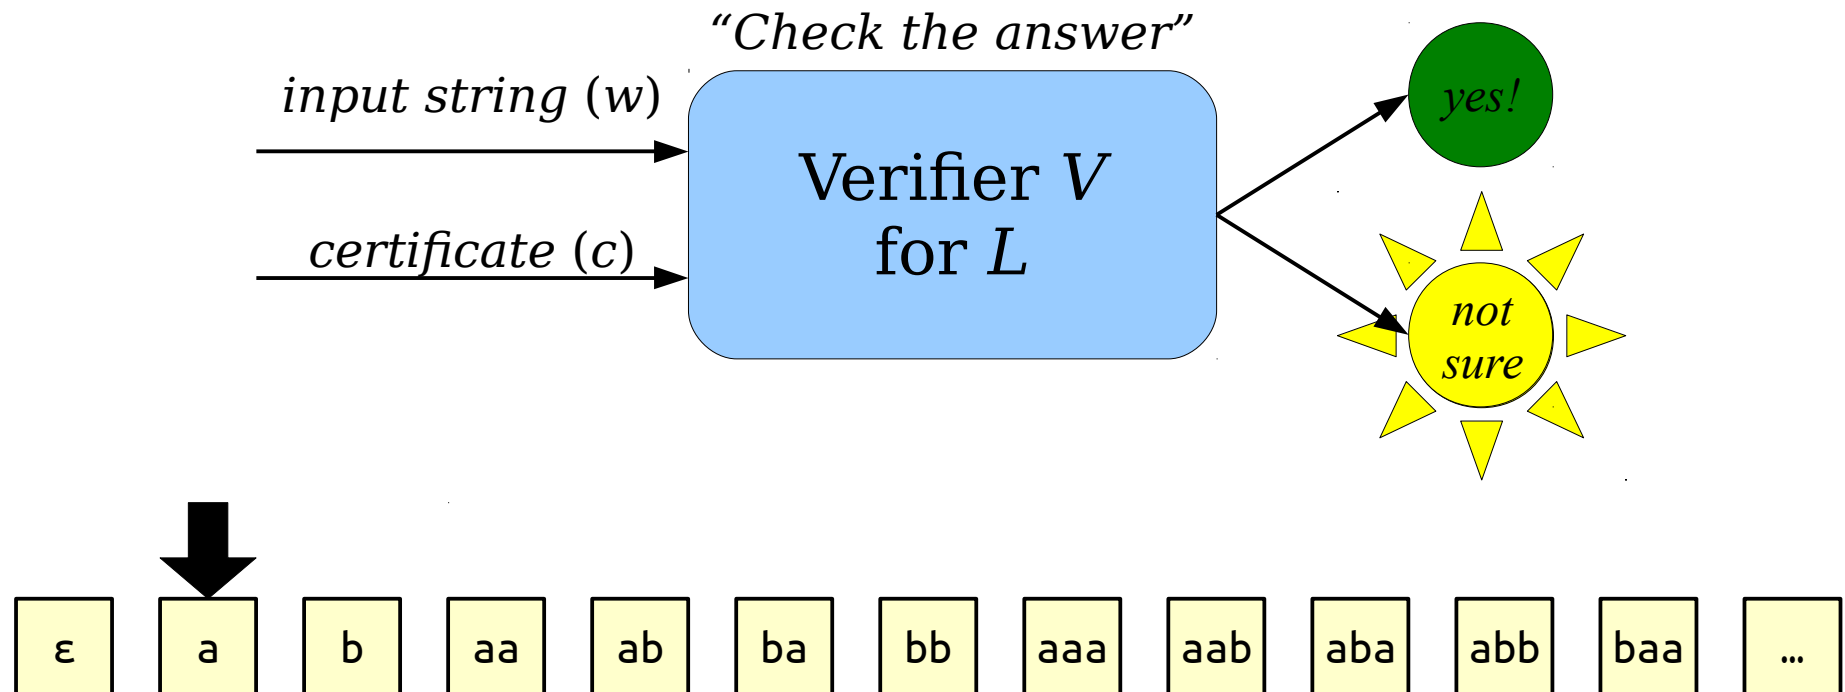 “Check the answer”
input string (w)
certificate (c)
Verifier V
for L
yes!
not
sure
ε a b aa ab ba bb aaa aab aba abb baa …